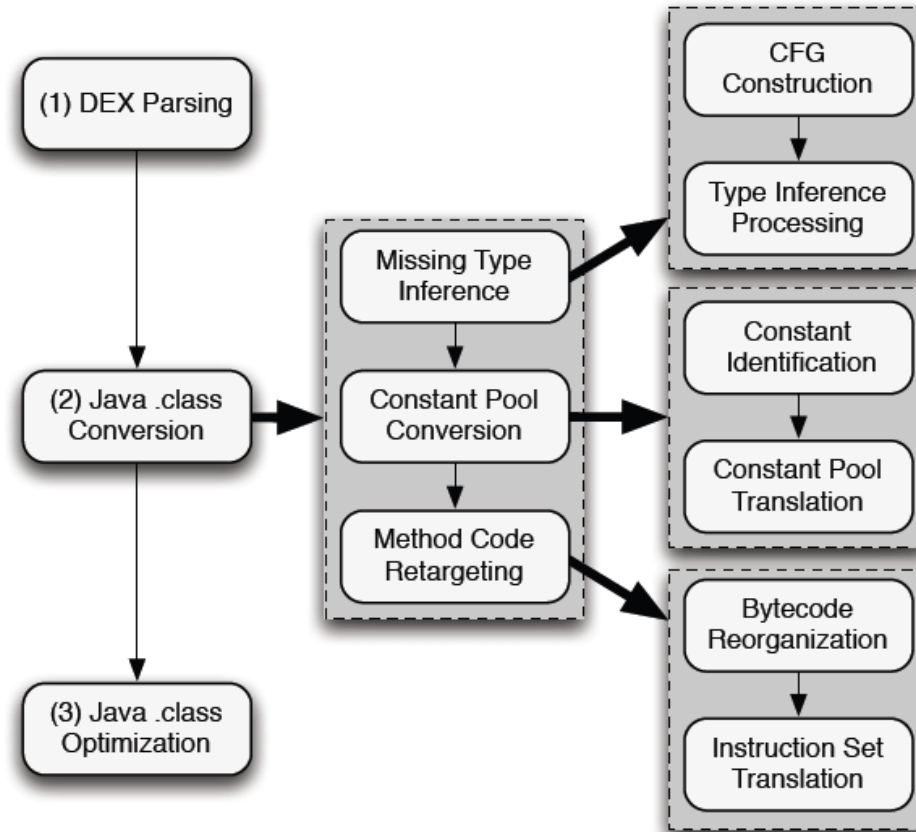 (1) DEX Parsing
(2) Java .class
Conversion
(3) Java .class
Optimization
Missing Type
Inference
Constant Pool
Conversion
Method Code
Retargeting
CFG
Construction
Type Inference
Processing
Constant
Identification
Constant Pool
Translation
Bytecode
Reorganization
Instruction Set
Translation